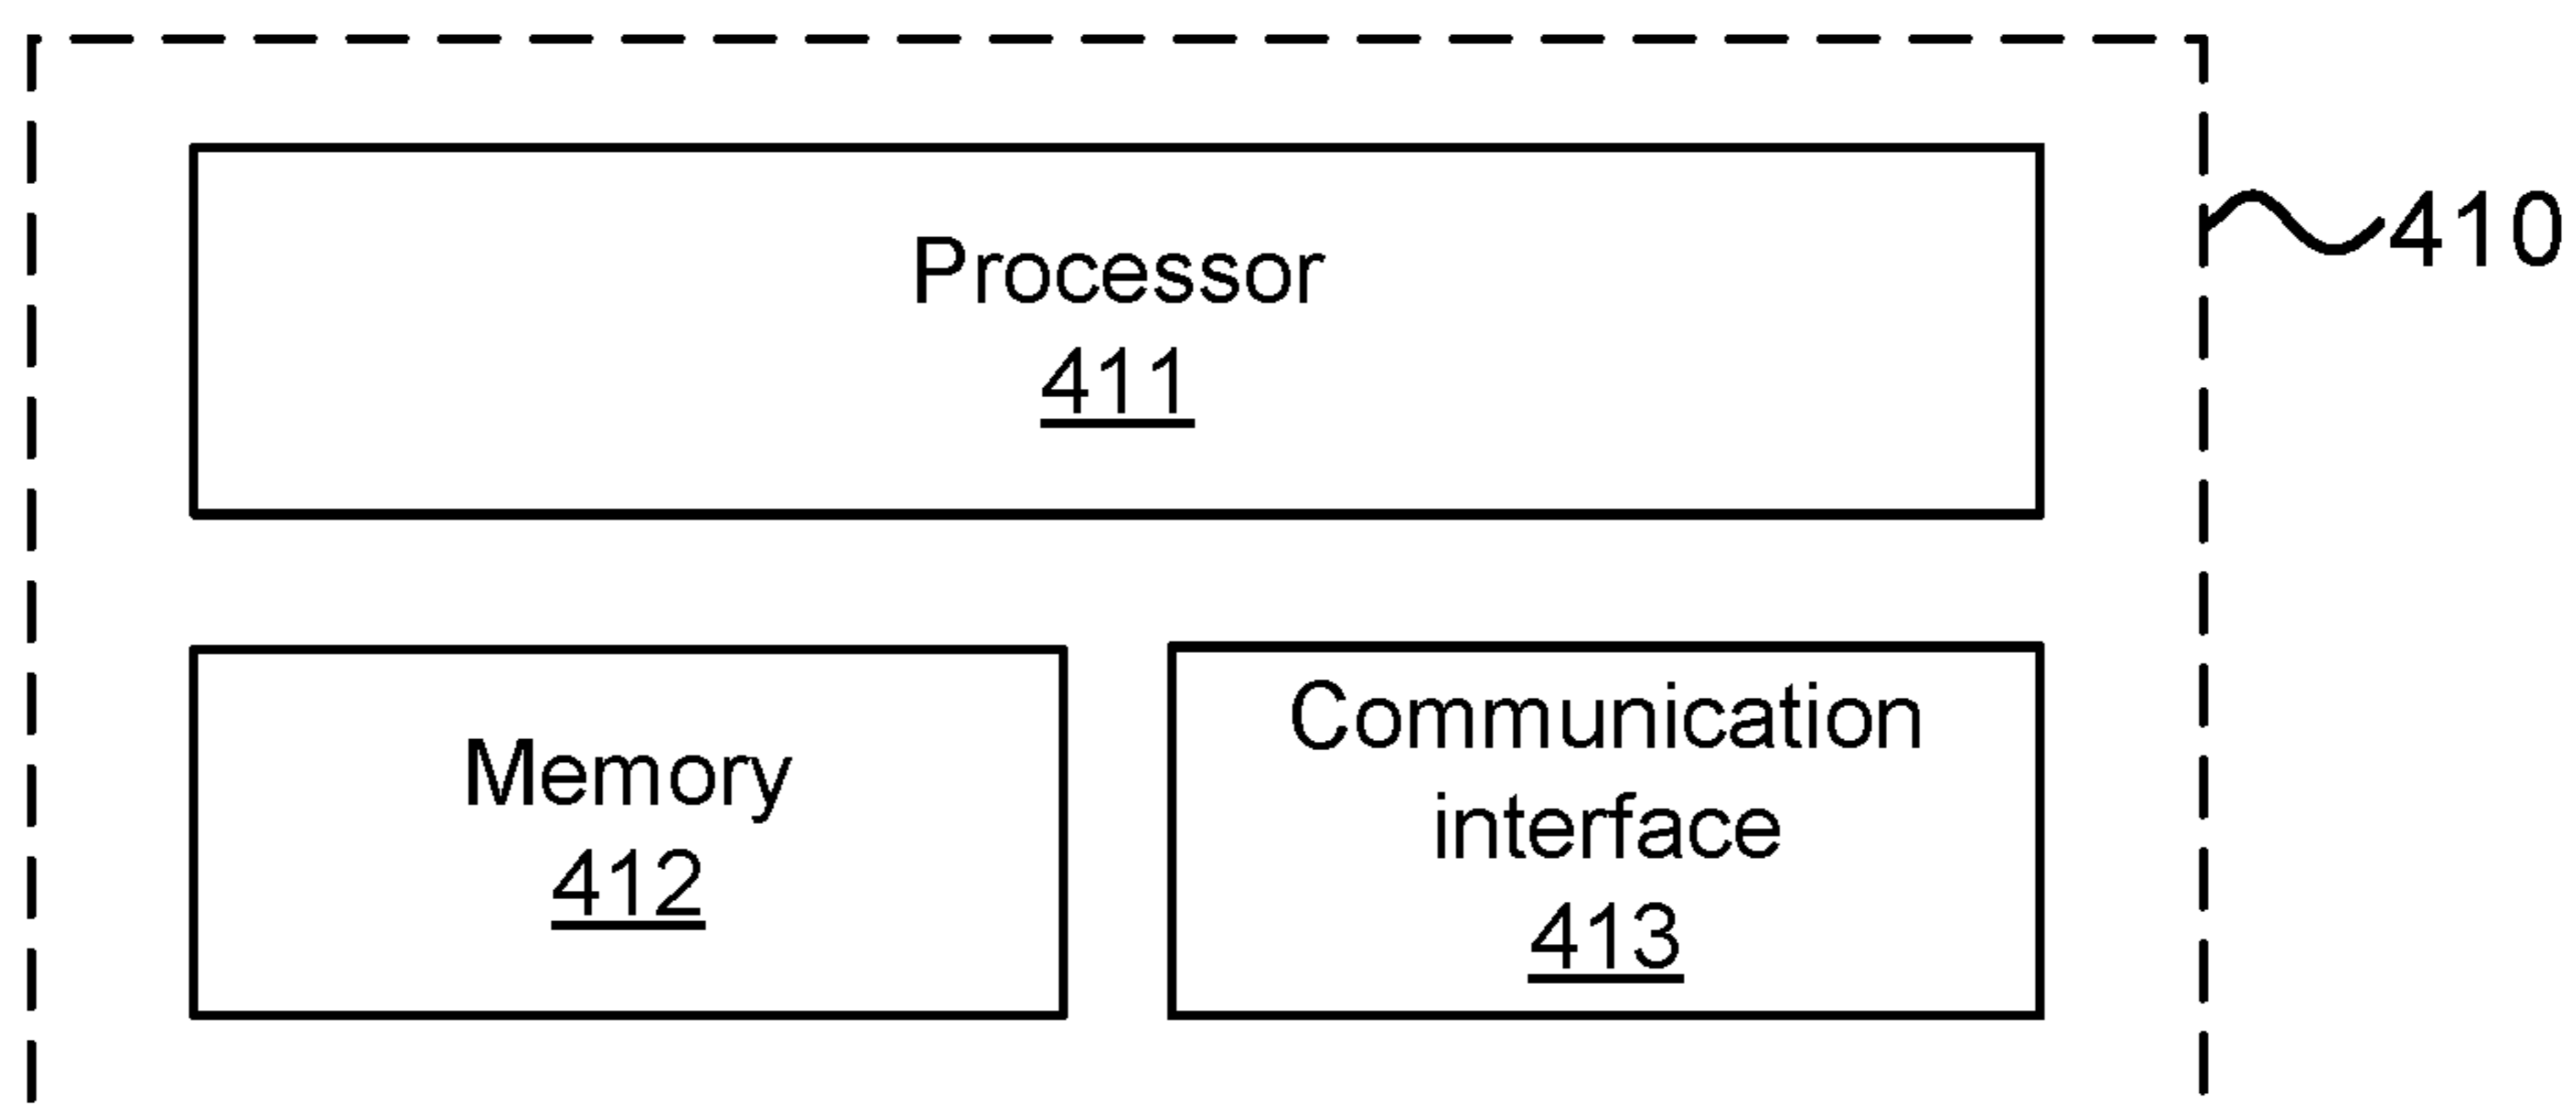 410
Processor
411
Memory
412
Communication
interface
413